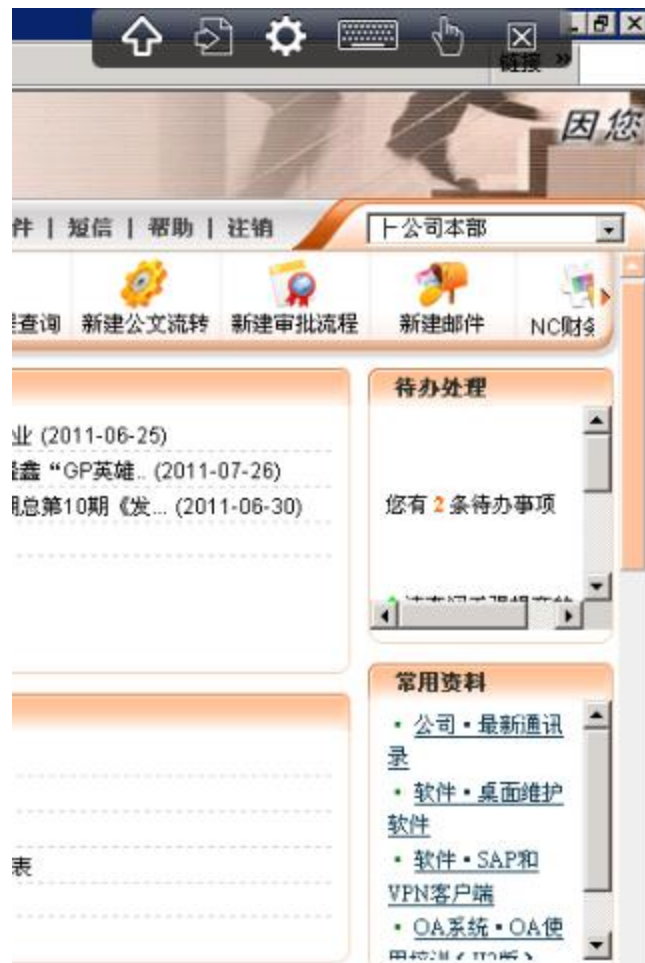 链接 »
因您
件 | 短信 | 帮助 | 注销
├公司本部
查询 新建公文流转 新建审批流程 新建邮件 NC财务
待办处理
业 (2011-06-25)
鑫“GP英雄.. (2011-07-26)
期总第10期《发... (2011-06-30)
您有 2 条待办事项
常用资料
· 公司·最新通讯
录
· 软件·桌面维护
软件
表
· 软件·SAP和
VPN客户端
· OA系统·OA使